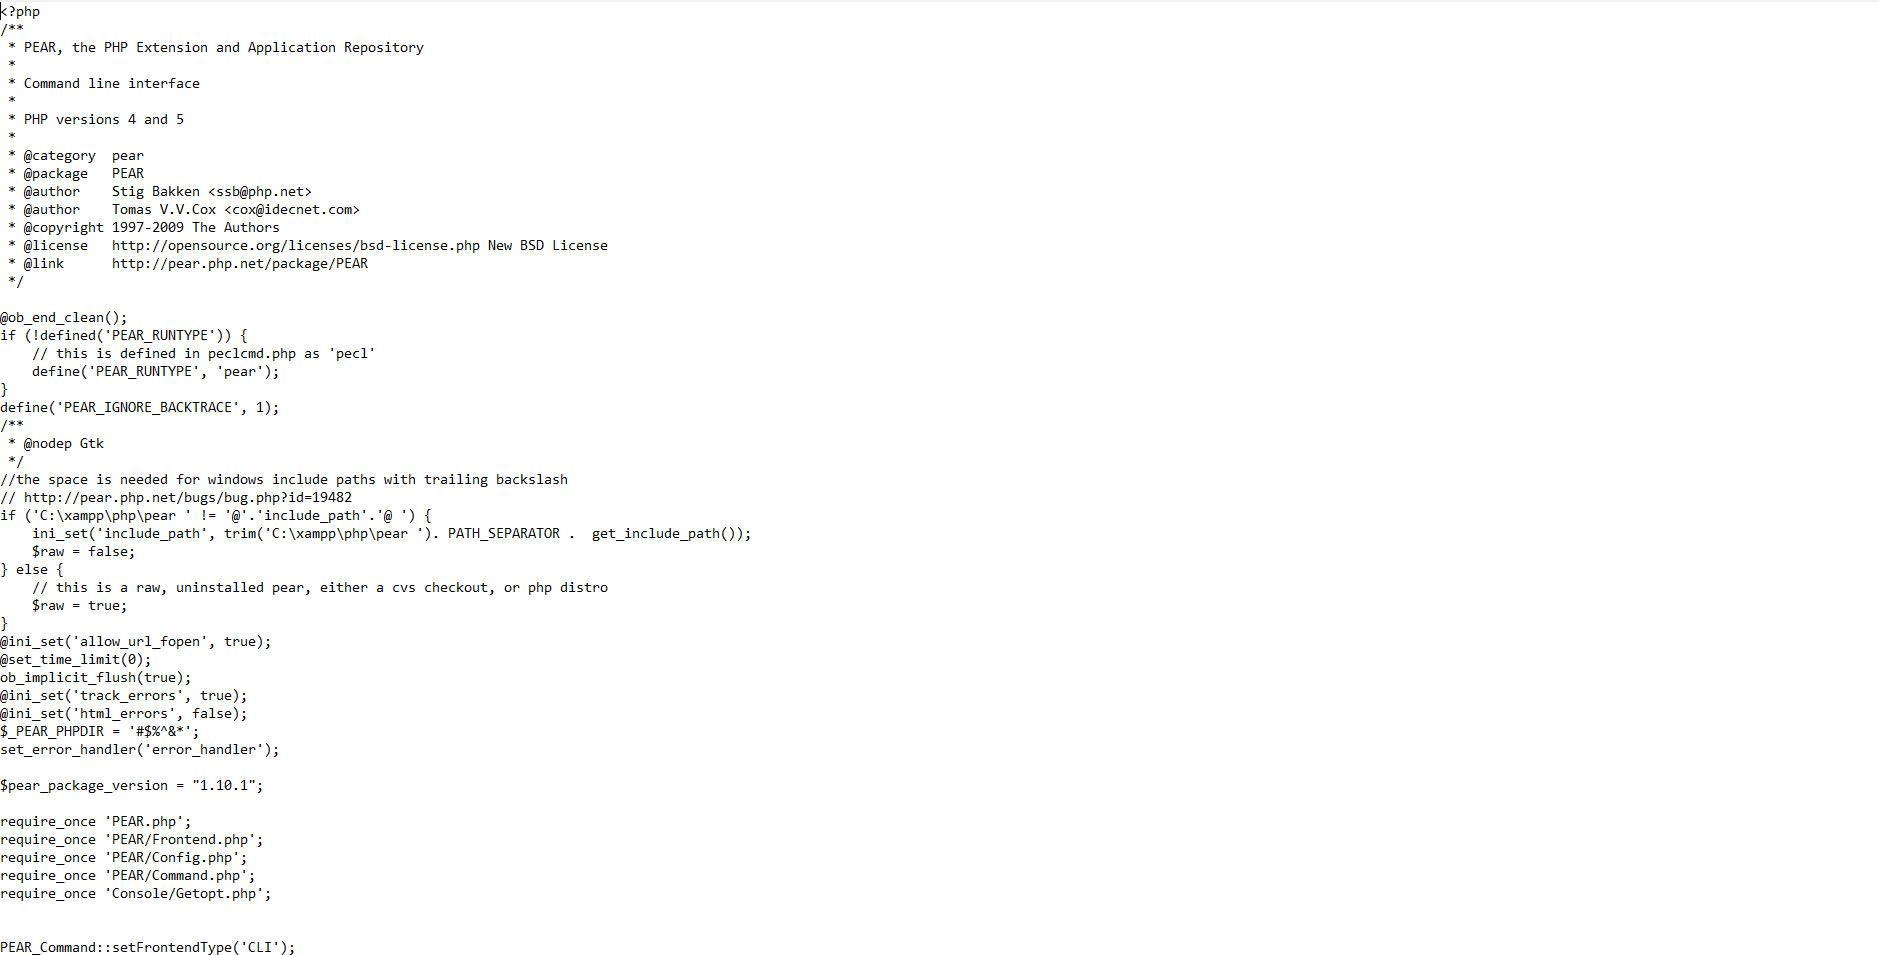 <?php
/**
 * PEAR, the PHP Extension and Application Repository
 *
 * Command line interface
 *
 * PHP versions 4 and 5
 *
 * @category  pear
 * @package   PEAR
 * @author    Stig Bakken <ssb@php.net>
 * @author    Tomas V.V.Cox <cox@idecnet.com>
 * @copyright 1997-2009 The Authors
 * @license   http://opensource.org/licenses/bsd-license.php New BSD License
 * @link      http://pear.php.net/package/PEAR
 */

@ob_end_clean();
if (!defined('PEAR_RUNTYPE')) {
    // this is defined in peclcmd.php as 'pecl'
    define('PEAR_RUNTYPE', 'pear');
}
define('PEAR_IGNORE_BACKTRACE', 1);
/**
 * @nodep Gtk
 */
//the space is needed for windows include paths with trailing backslash
// http://pear.php.net/bugs/bug.php?id=19482
if ('C:\xampp\php\pear ' != '@'.'include_path'.'@ ') {
    ini_set('include_path', trim('C:\xampp\php\pear '). PATH_SEPARATOR .  get_include_path());
    $raw = false;
} else {
    // this is a raw, uninstalled pear, either a cvs checkout, or php distro
    $raw = true;
}
@ini_set('allow_url_fopen', true);
@set_time_limit(0);
ob_implicit_flush(true);
@ini_set('track_errors', true);
@ini_set('html_errors', false);
$_PEAR_PHPDIR = '#$%^&*';
set_error_handler('error_handler');

$pear_package_version = "1.10.1";

require_once 'PEAR.php';
require_once 'PEAR/Frontend.php';
require_once 'PEAR/Config.php';
require_once 'PEAR/Command.php';
require_once 'Console/Getopt.php';


PEAR_Command::setFrontendType('CLI');